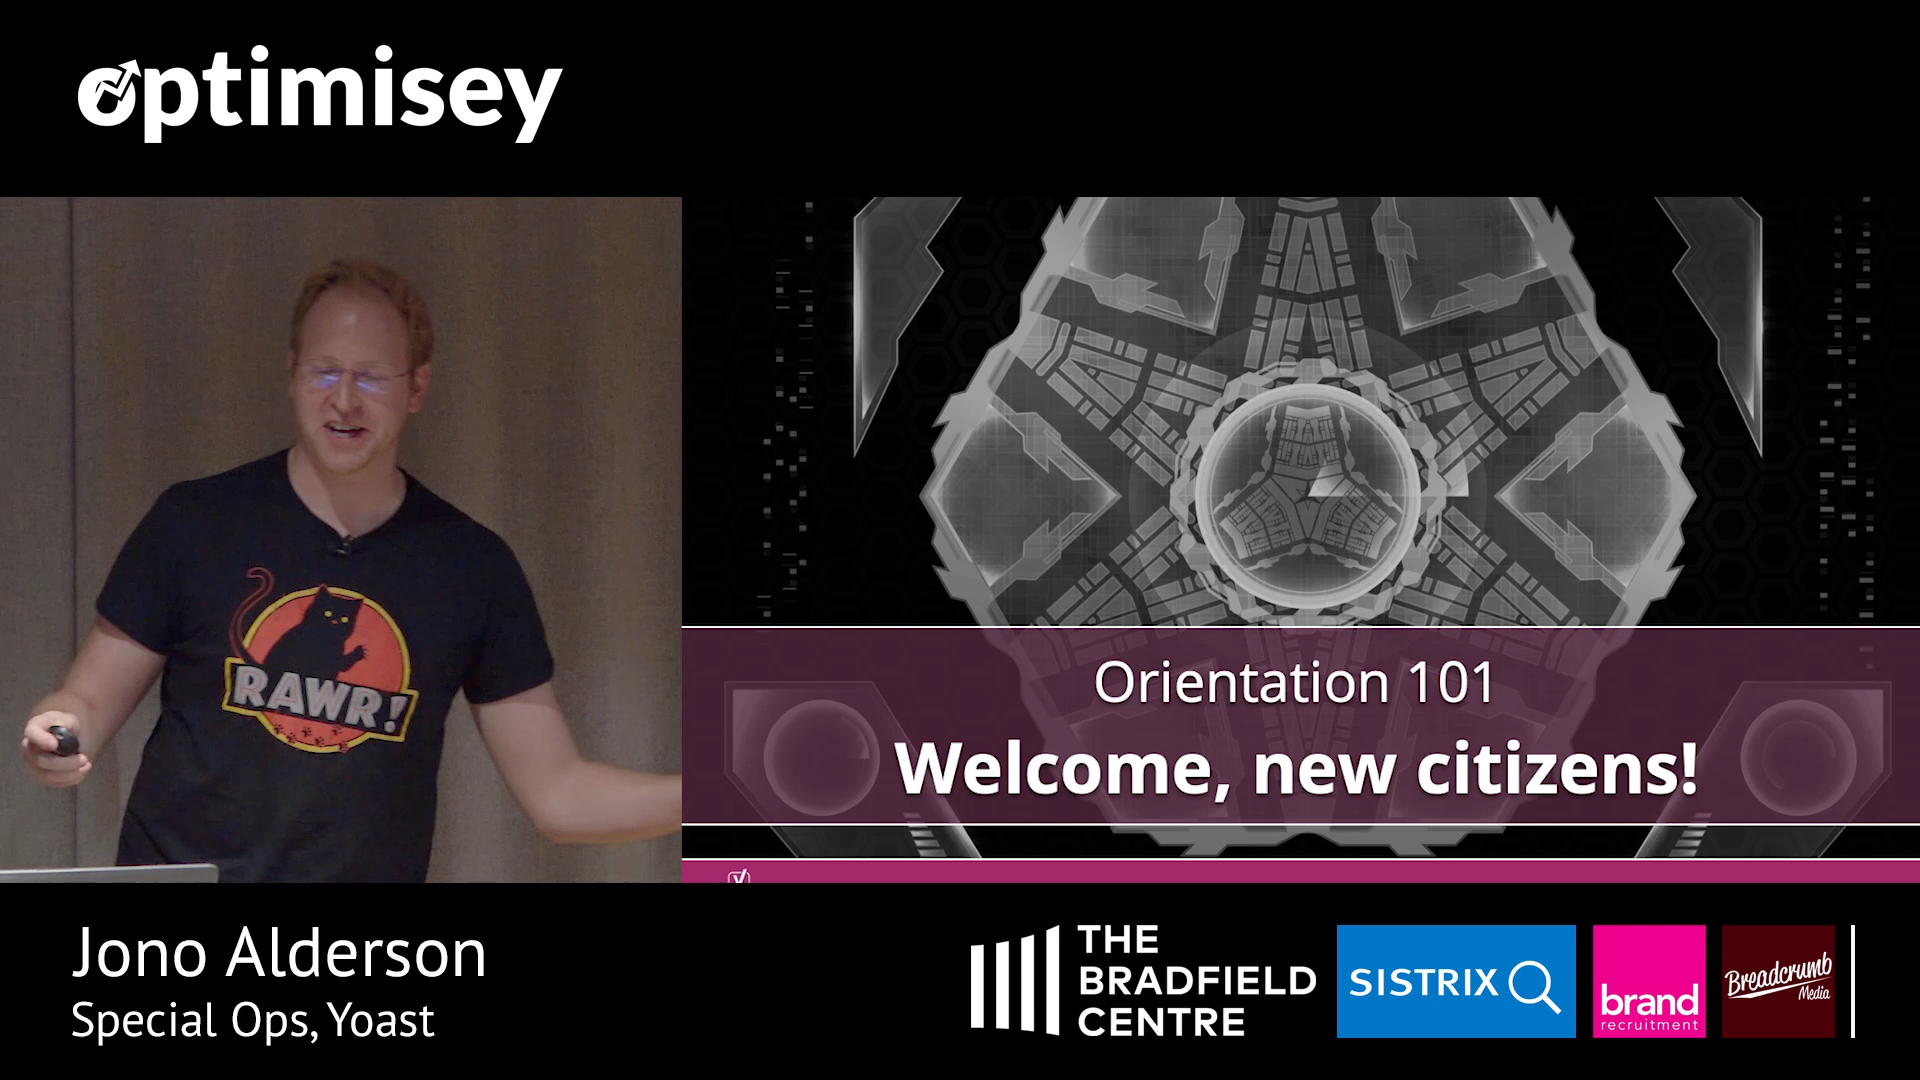 optimisey
RAWR!
Orientation 101
Welcome, new citizens!
Jono Alderson
Special Ops, Yoast
THE
BRADFIELD
CENTRE
SISTRIX
brand
recruitment
Breadcrumb
Media